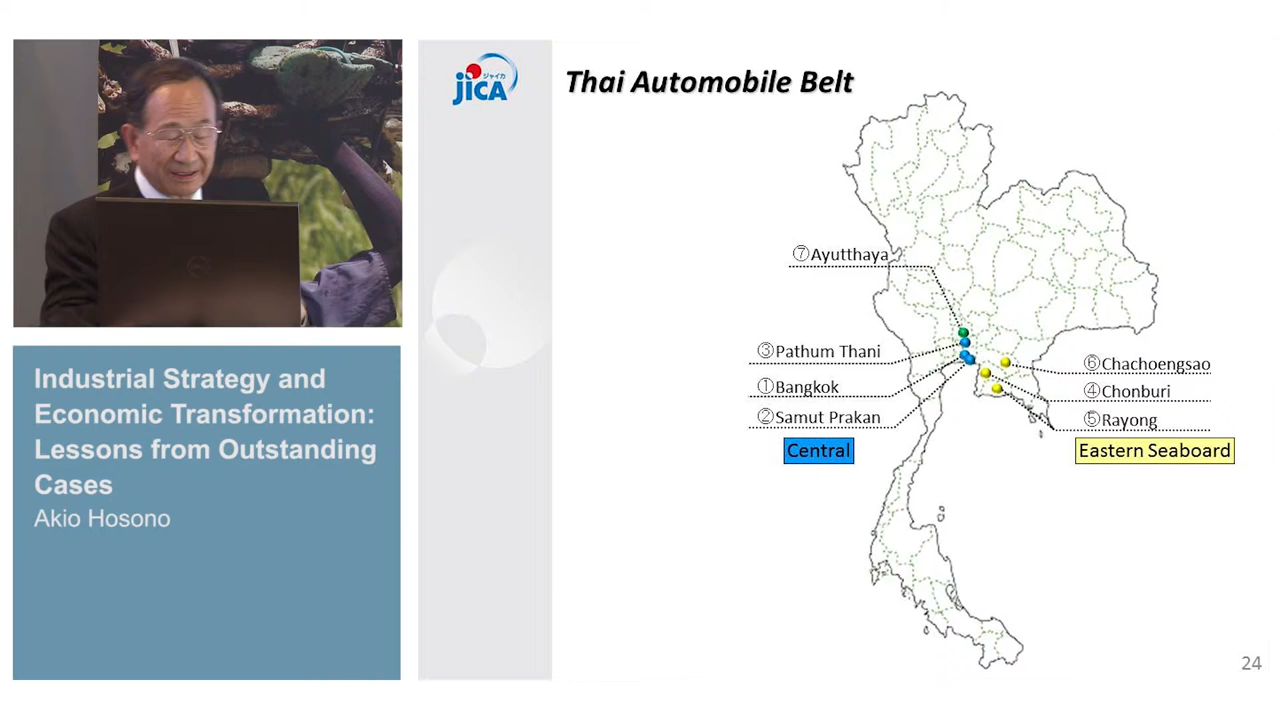 ジャイカ
JICA
Thai Automobile Belt
⑦Ayutthaya
③Pathum Thani
①Bangkok
②Samut Prakan
Central
⑥Chachoengsao
④Chonburi
⑤Rayong
Eastern Seaboard
24
Industrial Strategy and
Economic Transformation:
Lessons from Outstanding
Cases
Akio Hosono